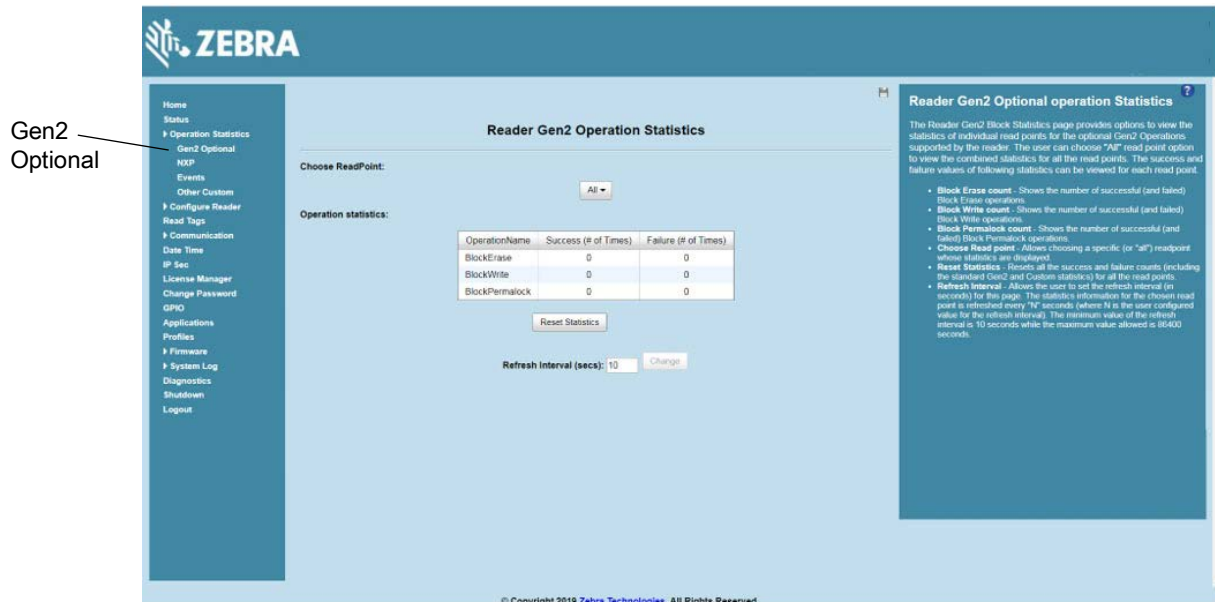 ZEBRA
Gen2
Optional
Home
Status
Operation Statistics
Gen2 Optional
NXP
Events
Other Custom
Configure Reader
Read Tags
Communication
Date Time
IP Sec
License Manager
Change Password
GPIO
Applications
Profiles
Firmware
System Log
Diagnostics
Shutdown
Logout
Reader Gen2 Operation Statistics
Choose ReadPoint:
All
Operation statistics:
OperationName Success (# of Times) Failure (# of Times)
BlockErase 0 0
BlockWrite 0 0
BlockPermalock 0 0
Reset Statistics
Refresh Interval (secs): 10 Change
?
Reader Gen2 Optional operation Statistics
The Reader Gen2 Block Statistics page provides options to view the
statistics of individual read points for the optional Gen2 Operations
supported by the reader. The user can choose "All" read point option
to view the combined statistics for all the read points. The success and
failure values of following statistics can be viewed for each read point.
• Block Erase count - Shows the number of successful (and failed)
Block Erase operations.
• Block Write count - Shows the number of successful (and failed)
Block Write operations.
• Block Permalock count - Shows the number of successful (and
failed) Block Permalock operations.
• Choose Read point - Allows choosing a specific (or "all") readpoint
whose statistics are displayed.
• Reset Statistics - Resets all the success and failure counts (including
the standard Gen2 and Custom statistics) for all the read points.
• Refresh Interval - Allows the user to set the refresh interval (in
seconds) for this page. The statistics information for the chosen read
point is refreshed every "N" seconds (where N is the user configured
value for the refresh interval). The minimum value of the refresh
interval is 10 seconds while the maximum value allowed is 86400
seconds.
© Copyright 2019 Zebra Technologies. All Rights Reserved.